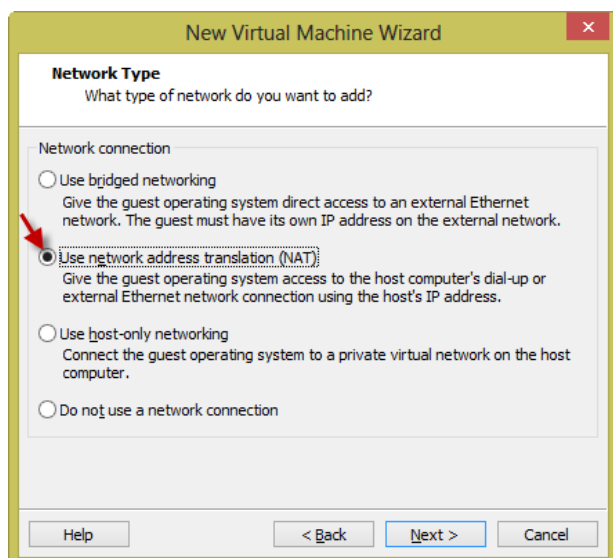 New Virtual Machine Wizard
Network Type
What type of network do you want to add?
Network connection
Use bridged networking
Give the guest operating system direct access to an external Ethernet
network. The guest must have its own IP address on the external network.
Use network address translation (NAT)
Give the guest operating system access to the host computer's dial-up or
external Ethernet network connection using the host's IP address.
Use host-only networking
Connect the guest operating system to a private virtual network on the host
computer.
Do not use a network connection
Help
< Back
Next >
Cancel